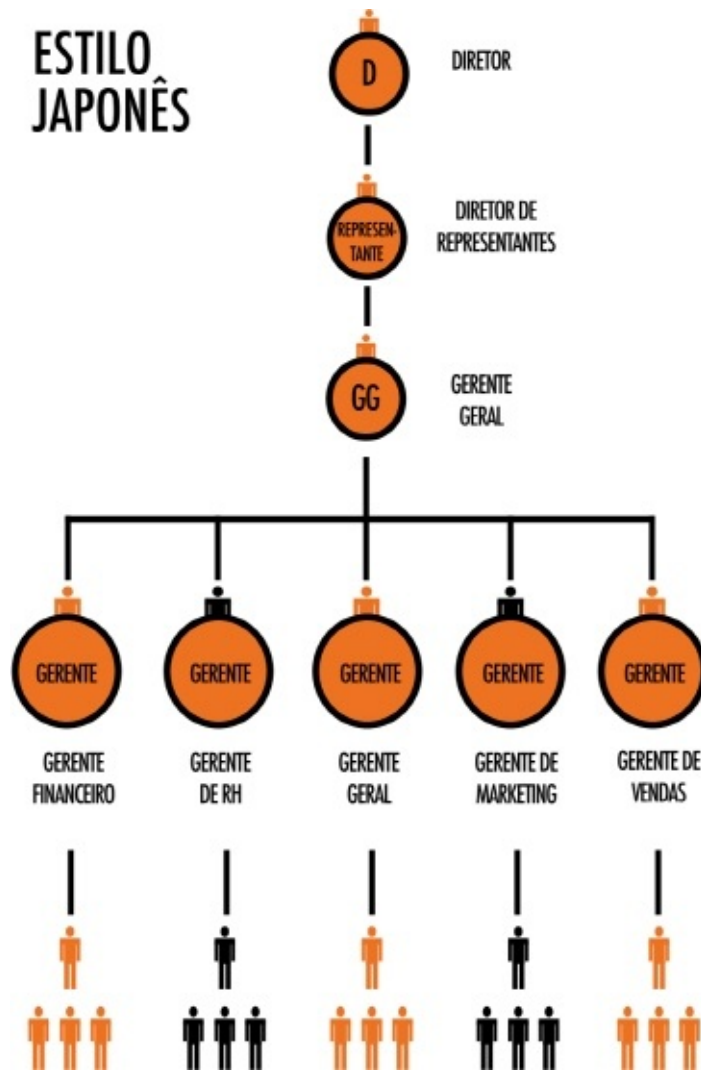 ESTILO
JAPONÊS
D
DIRETOR
REPRESEN-
TANTE
DIRETOR DE
REPRESENTANTES
GG
GERENTE
GERAL
GERENTE
GERENTE
GERENTE
GERENTE
GERENTE
GERENTE
FINANCEIRO
GERENTE
DE RH
GERENTE
GERAL
GERENTE DE
MARKETING
GERENTE DE
VENDAS